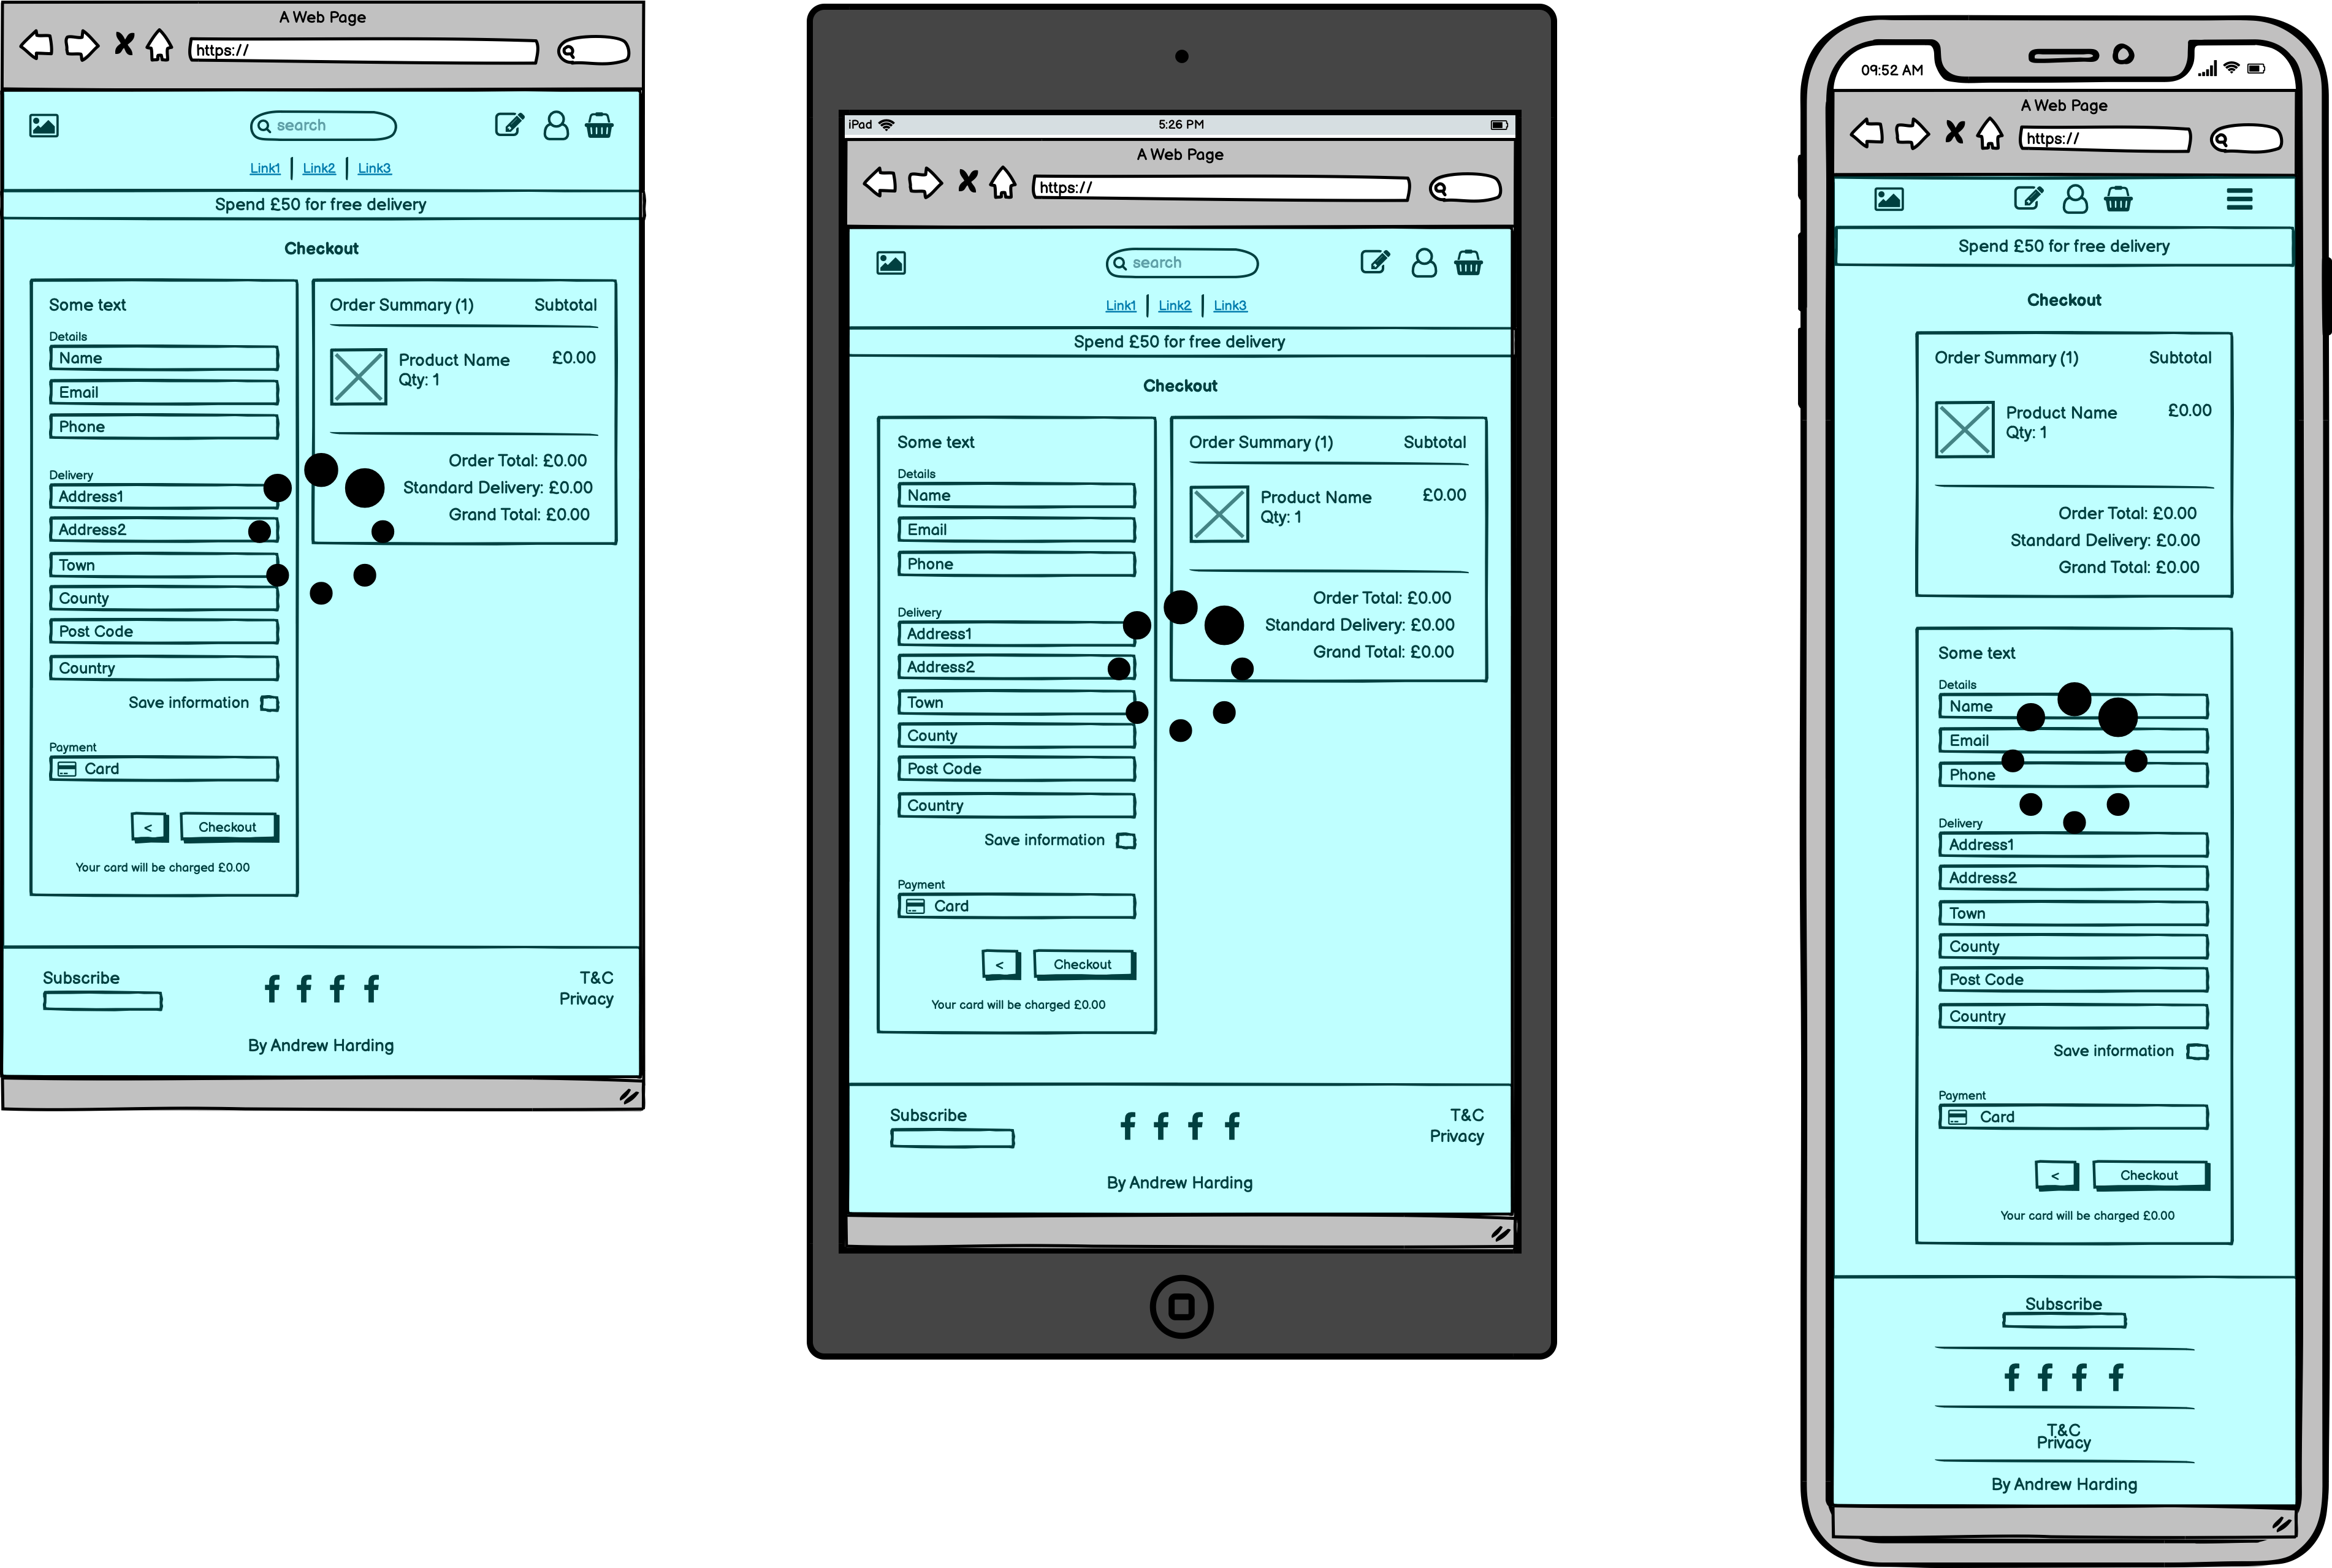 A Web Page
https://
search
Link1 Link2 Link3
Spend £50 for free delivery
Checkout
Some text
Details
Name
Email
Phone
Delivery
Address1
Address2
Town
County
Post Code
Country
Save information
Payment
Card
< Checkout
Your card will be charged £0.00
Order Summary (1) Subtotal
Product Name £0.00
Qty: 1
Order Total: £0.00
Standard Delivery: £0.00
Grand Total: £0.00
Subscribe
T&C
Privacy
By Andrew Harding
iPad 5:26 PM
A Web Page
https://
search
Link1 Link2 Link3
Spend £50 for free delivery
Checkout
Some text
Details
Name
Email
Phone
Delivery
Address1
Address2
Town
County
Post Code
Country
Save information
Payment
Card
< Checkout
Your card will be charged £0.00
Order Summary (1) Subtotal
Product Name £0.00
Qty: 1
Order Total: £0.00
Standard Delivery: £0.00
Grand Total: £0.00
Subscribe
T&C
Privacy
By Andrew Harding
09:52 AM
A Web Page
https://
Spend £50 for free delivery
Checkout
Order Summary (1) Subtotal
Product Name £0.00
Qty: 1
Order Total: £0.00
Standard Delivery: £0.00
Grand Total: £0.00
Some text
Details
Name
Email
Phone
Delivery
Address1
Address2
Town
County
Post Code
Country
Save information
Payment
Card
< Checkout
Your card will be charged £0.00
Subscribe
T&C
Privacy
By Andrew Harding